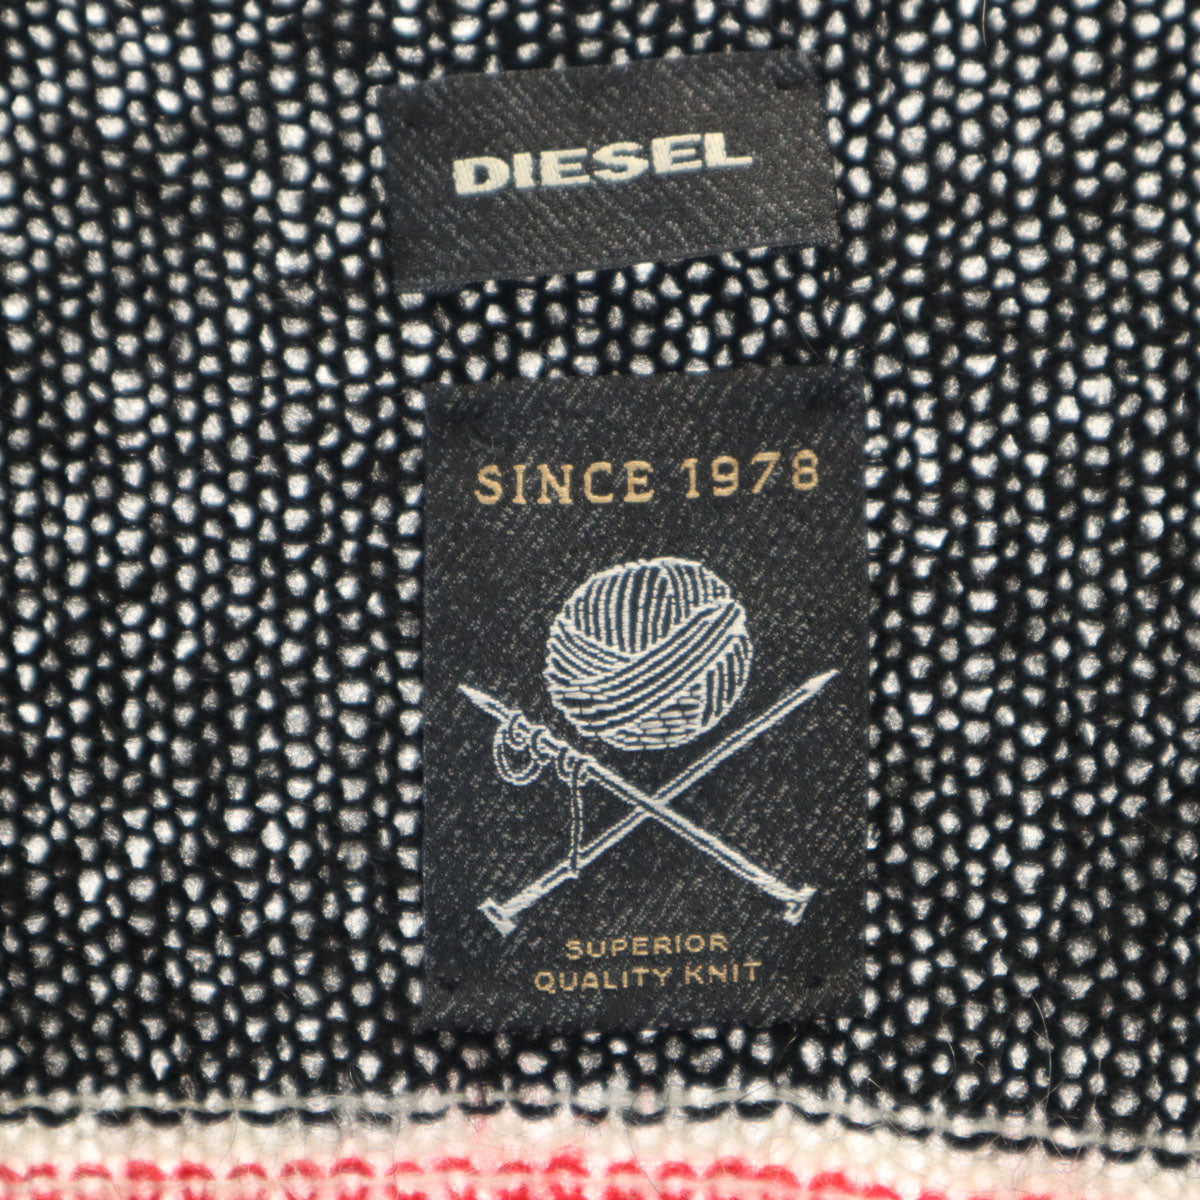 DIESEL
SINCE 1978
SUPERIOR
QUALITY KNIT